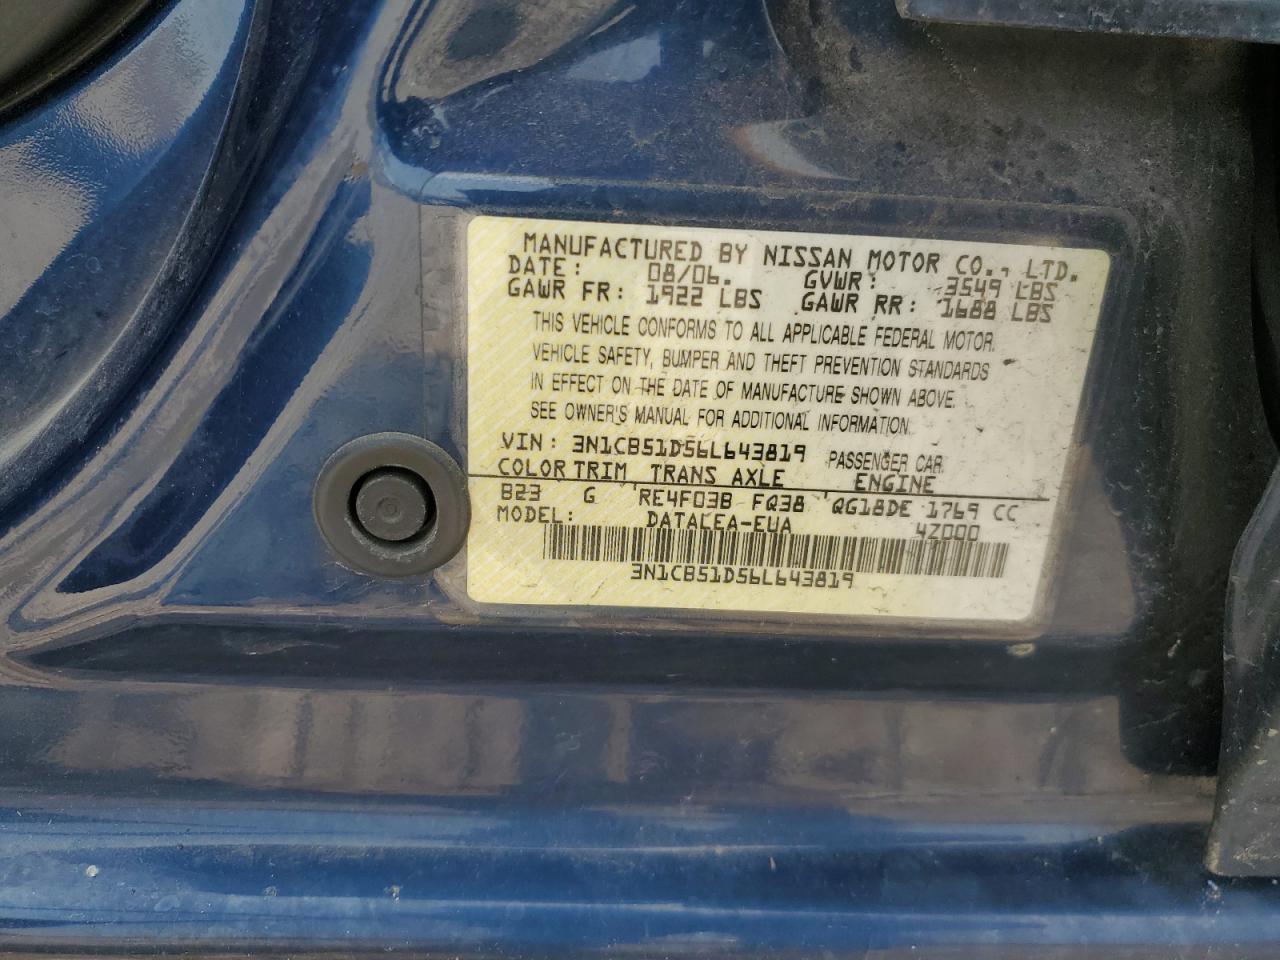 MANUFACTURED BY NISSAN MOTOR CO., LTD.
DATE: 08/06. GVWR: 3549 LBS
GAWR FR: 1922 LBS GAWR RR: 1688 LBS
THIS VEHICLE CONFORMS TO ALL APPLICABLE FEDERAL MOTOR
VEHICLE SAFETY, BUMPER AND THEFT PREVENTION STANDARDS
IN EFFECT ON THE DATE OF MANUFACTURE SHOWN ABOVE.
SEE OWNER'S MANUAL FOR ADDITIONAL INFORMATION.
VIN: 3N1CB51D56L643819 PASSENGER CAR
COLOR TRIM TRANS AXLE ENGINE
B23 G RE4F03B FQ38 QG18DE 1769 CC
MODEL: DATALEA-EUA 4Z000
3N1CB51D56L643819